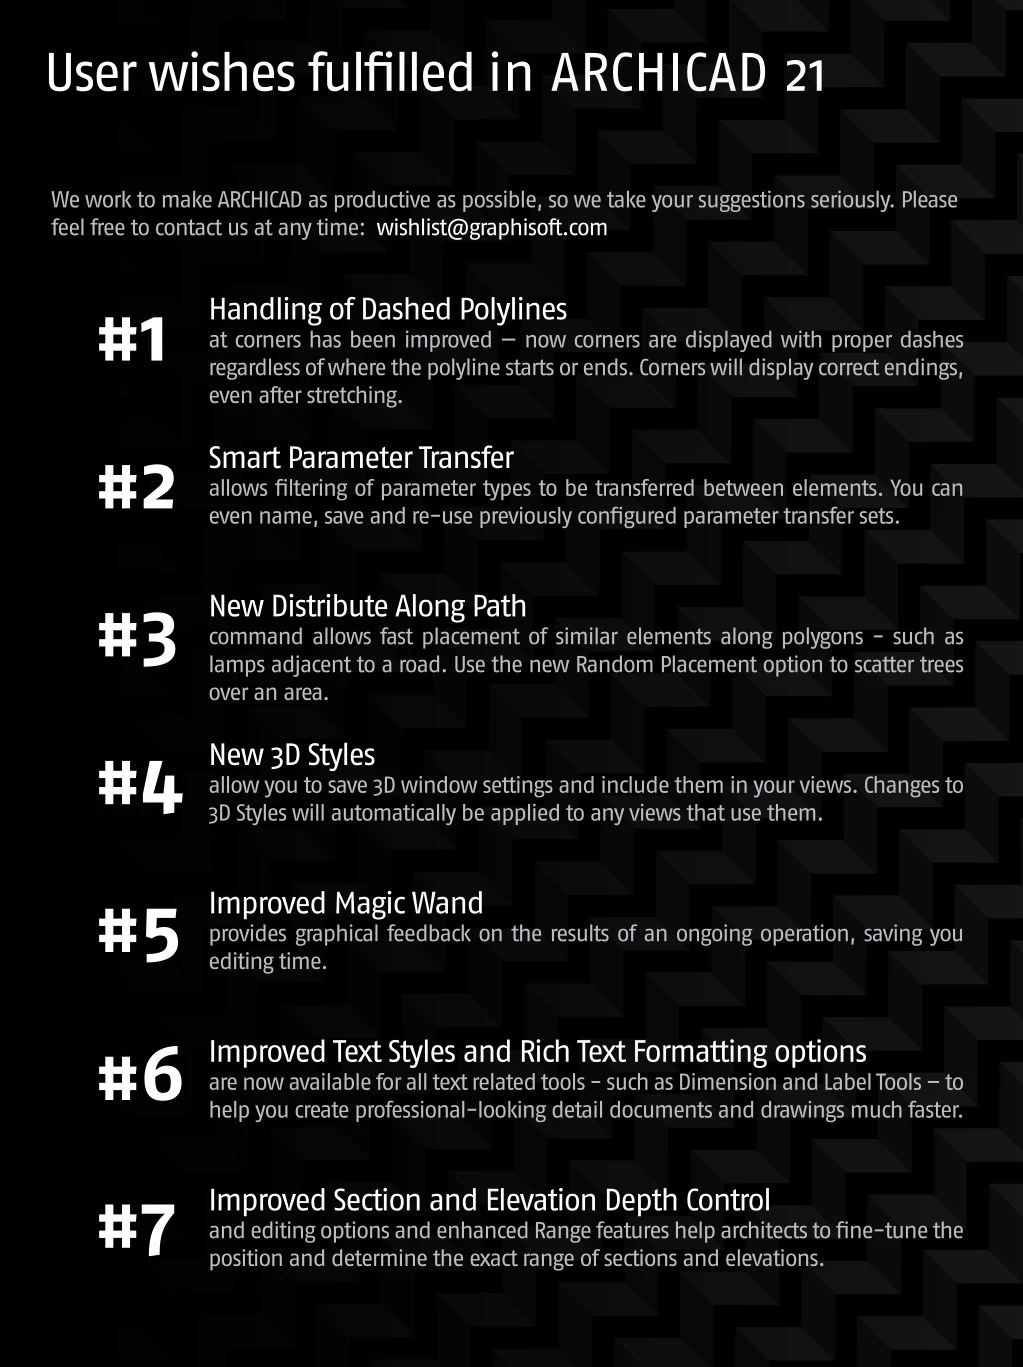 User wishes fulfilled in ARCHICAD 21
We work to make ARCHICAD as productive as possible, so we take your suggestions seriously. Please
feel free to contact us at any time: wishlist@graphisoft.com
#1
Handling of Dashed Polylines
at corners has been improved – now corners are displayed with proper dashes
regardless of where the polyline starts or ends. Corners will display correct endings,
even after stretching.
#2
Smart Parameter Transfer
allows filtering of parameter types to be transferred between elements. You can
even name, save and re-use previously configured parameter transfer sets.
#3
New Distribute Along Path
command allows fast placement of similar elements along polygons - such as
lamps adjacent to a road. Use the new Random Placement option to scatter trees
over an area.
#4
New 3D Styles
allow you to save 3D window settings and include them in your views. Changes to
3D Styles will automatically be applied to any views that use them.
#5
Improved Magic Wand
provides graphical feedback on the results of an ongoing operation, saving you
editing time.
#6
Improved Text Styles and Rich Text Formatting options
are now available for all text related tools - such as Dimension and Label Tools – to
help you create professional-looking detail documents and drawings much faster.
#7
Improved Section and Elevation Depth Control
and editing options and enhanced Range features help architects to fine-tune the
position and determine the exact range of sections and elevations.